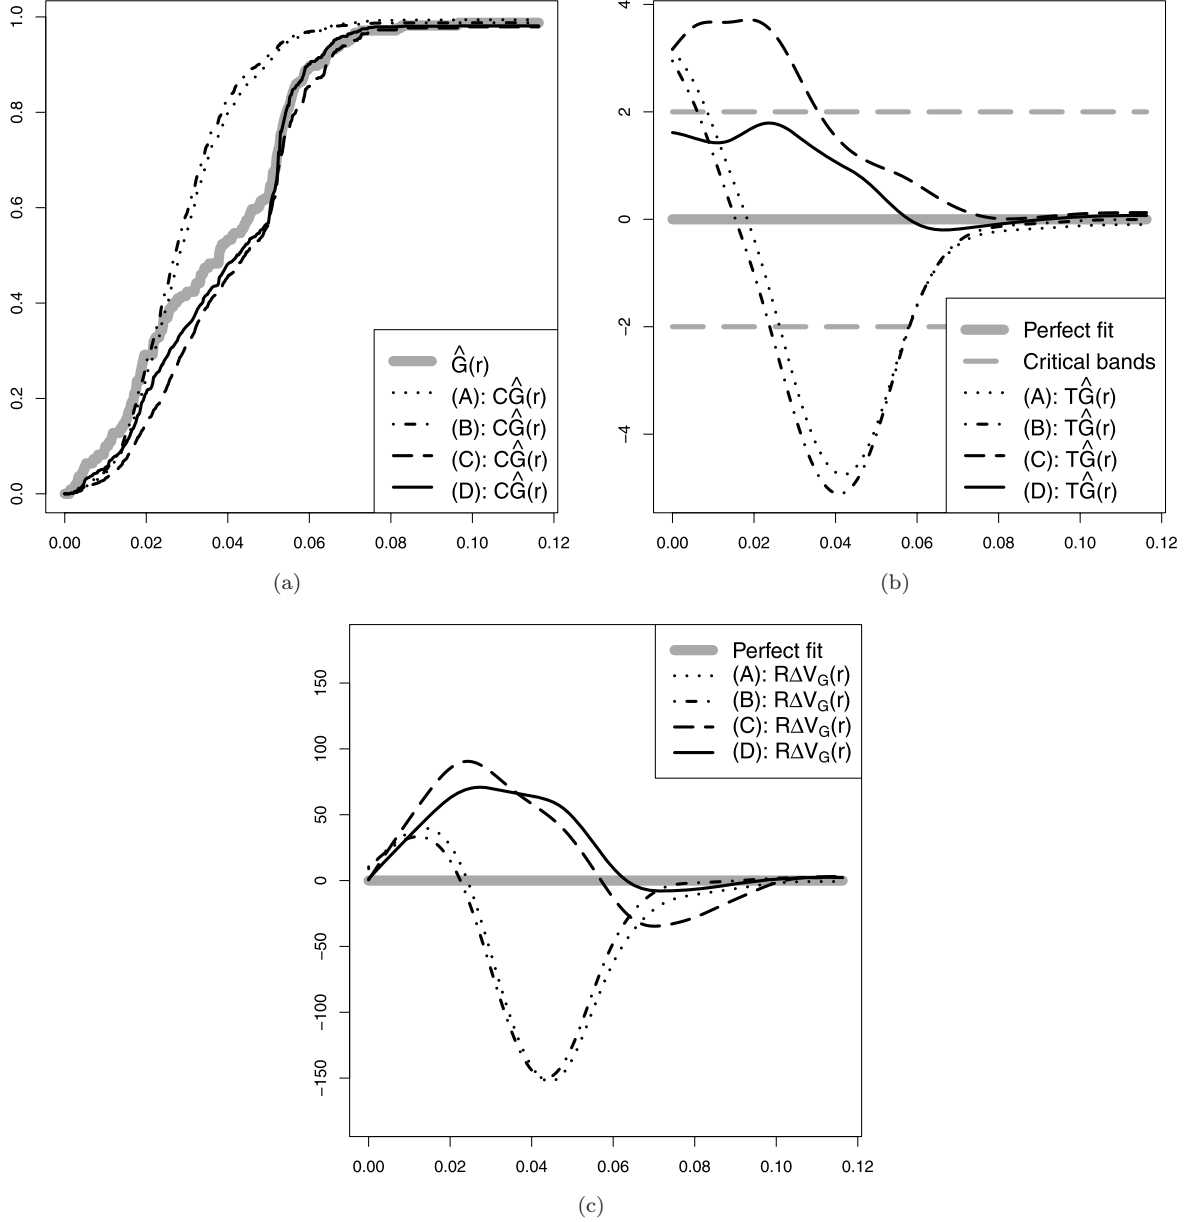 1.0
0.8
0.6
0.4
0.2
0.0
0.00 0.02 0.04 0.06 0.08 0.10 0.12
Ĝ(r)
(A): CĜ(r)
(B): CĜ(r)
(C): CĜ(r)
(D): CĜ(r)
(a)
4
2
0
−2
−4
0.00 0.02 0.04 0.06 0.08 0.10 0.12
Perfect fit
Critical bands
(A): TĜ(r)
(B): TĜ(r)
(C): TĜ(r)
(D): TĜ(r)
(b)
Perfect fit
(A): RΔV_G(r)
(B): RΔV_G(r)
(C): RΔV_G(r)
(D): RΔV_G(r)
150
100
50
0
−50
−100
−150
0.00 0.02 0.04 0.06 0.08 0.10 0.12
(c)